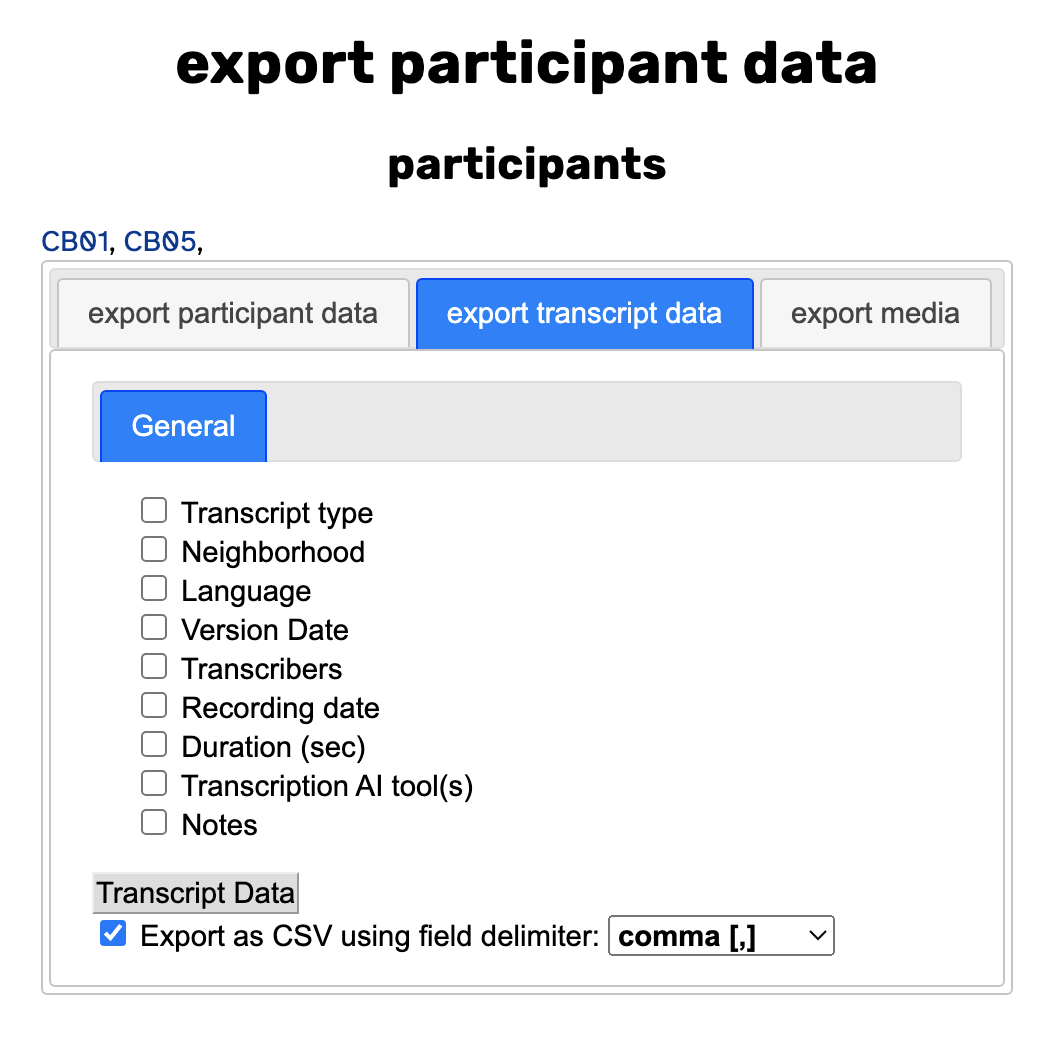 export participant data
participants
CB01, CB05,
export participant data export transcript data export media
General
Transcript type
Neighborhood
Language
Version Date
Transcribers
Recording date
Duration (sec)
Transcription AI tool(s)
Notes
Transcript Data
Export as CSV using field delimiter: comma [,]